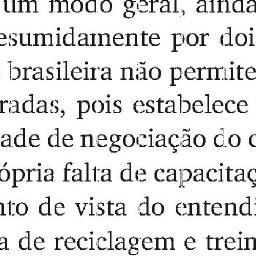 um modo geral, ainda
esumidamente por doi
brasileira não permite
radas, pois estabelece
ade de negociação do c
ópria falta de capacitaç
nto de vista do entendi
a de reciclagem e trein